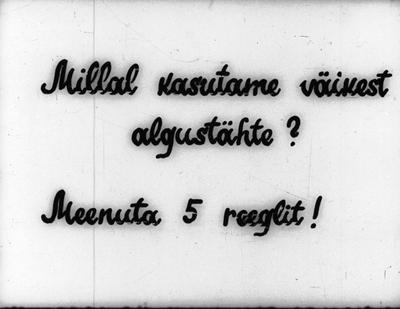 Millal kasutame väikest
algustähte?
Meenuta 5 reeglit!